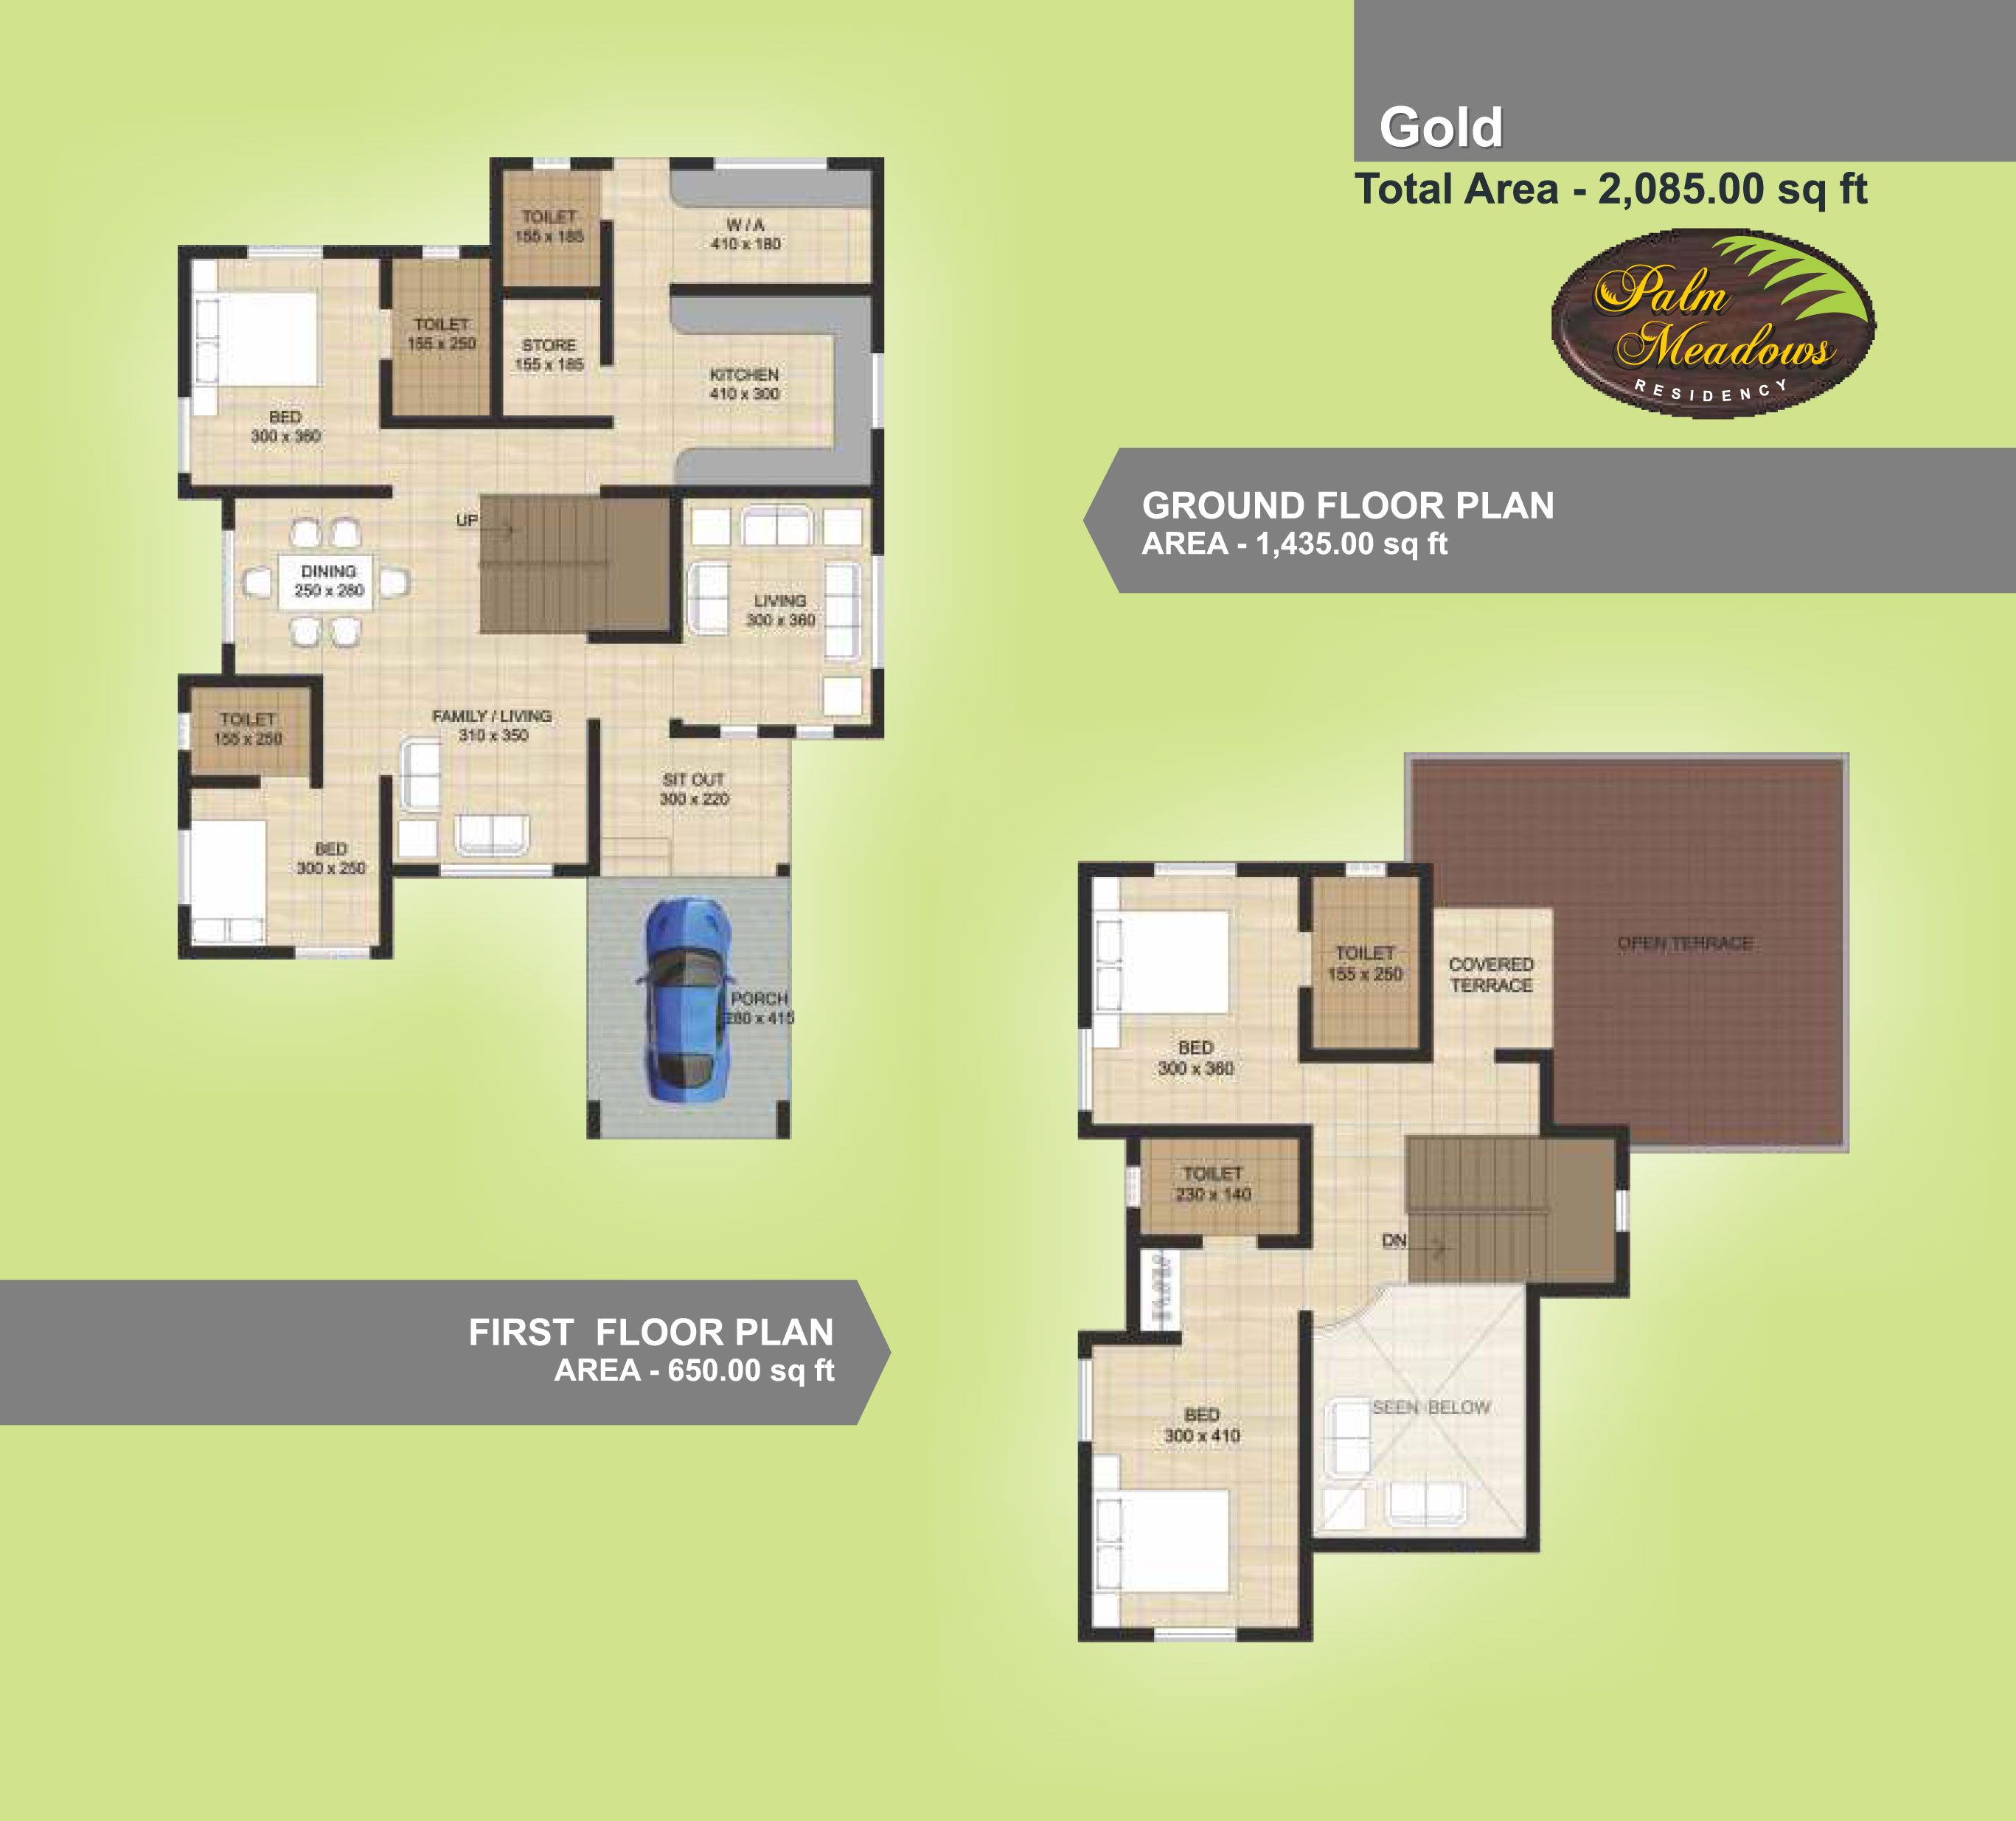 Gold
Total Area - 2,085.00 sq ft
Palm
Meadows
RESIDENCY
GROUND FLOOR PLAN
AREA - 1,435.00 sq ft
TOILET
155 x 185
W / A
410 x 180
TOILET
155 x 250
STORE
155 x 185
KITCHEN
410 x 300
BED
300 x 360
UP
DINING
250 x 280
LIVING
300 x 360
TOILET
155 x 250
FAMILY / LIVING
310 x 350
SIT OUT
300 x 220
BED
300 x 250
PORCH
280 x 415
FIRST FLOOR PLAN
AREA - 650.00 sq ft
OPEN TERRACE
TOILET
155 x 250
COVERED
TERRACE
BED
300 x 360
TOILET
230 x 140
DN
SEEN BELOW
BED
300 x 410